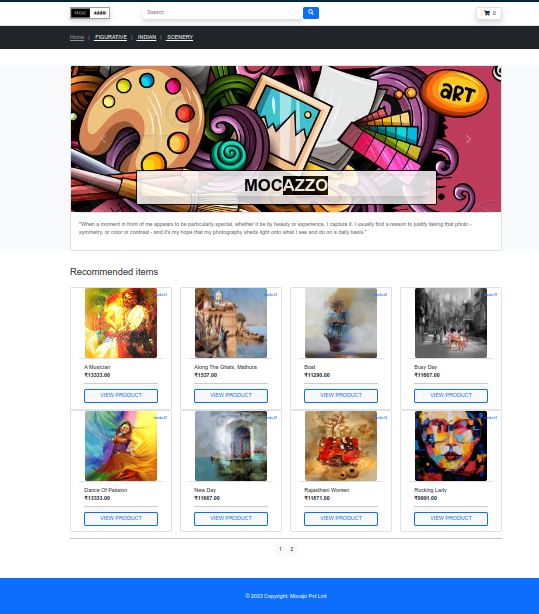 MOC AZZO
Search
0
Home | FIGURATIVE | INDIAN | SCENERY
ART
MOCAZZO
"When a moment in front of me appears to be particularly special, whether it be by beauty or experience, I capture it. I usually find a reason to justify taking that photo -
symmetry, or color or contrast - and it's my hope that my photography sheds light onto what I see and do on a daily basis."
Recommended items
A Musician
₹13333.00
VIEW PRODUCT
Along The Ghats, Mathura
₹1537.00
VIEW PRODUCT
Boat
₹11290.00
VIEW PRODUCT
Busy Day
₹11667.00
VIEW PRODUCT
Dance Of Passion
₹13333.00
VIEW PRODUCT
New Day
₹11667.00
VIEW PRODUCT
Rajasthani Women
₹11871.00
VIEW PRODUCT
Rocking Lady
₹9991.00
VIEW PRODUCT
1 2
© 2023 Copyright: Mocajo Pvt Lmt